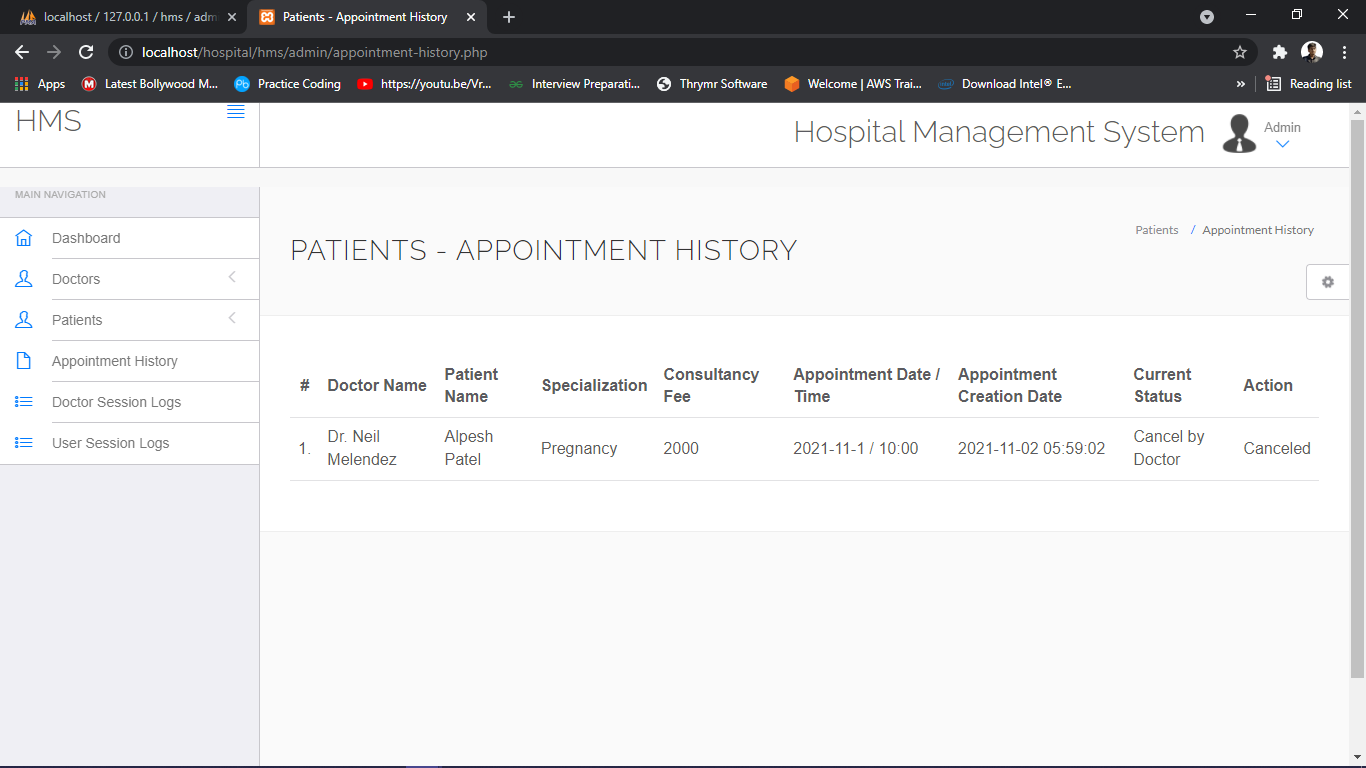 localhost / 127.0.0.1 / hms / adm
Patients - Appointment History
localhost/hospital/hms/admin/appointment-history.php
Apps
Latest Bollywood M...
Pb Practice Coding
https://youtu.be/Vr...
Interview Preparati...
Thrymr Software
Welcome | AWS Trai...
Download Intel® E...
»
Reading list
HMS
Hospital Management System
Admin
MAIN NAVIGATION
Dashboard
Doctors
Patients
Appointment History
Doctor Session Logs
User Session Logs
PATIENTS - APPOINTMENT HISTORY
Patients / Appointment History
# Doctor Name Patient Name Specialization Consultancy Fee Appointment Date / Time Appointment Creation Date Current Status Action
1. Dr. Neil Melendez Alpesh Patel Pregnancy 2000 2021-11-1 / 10:00 2021-11-02 05:59:02 Cancel by Doctor Canceled